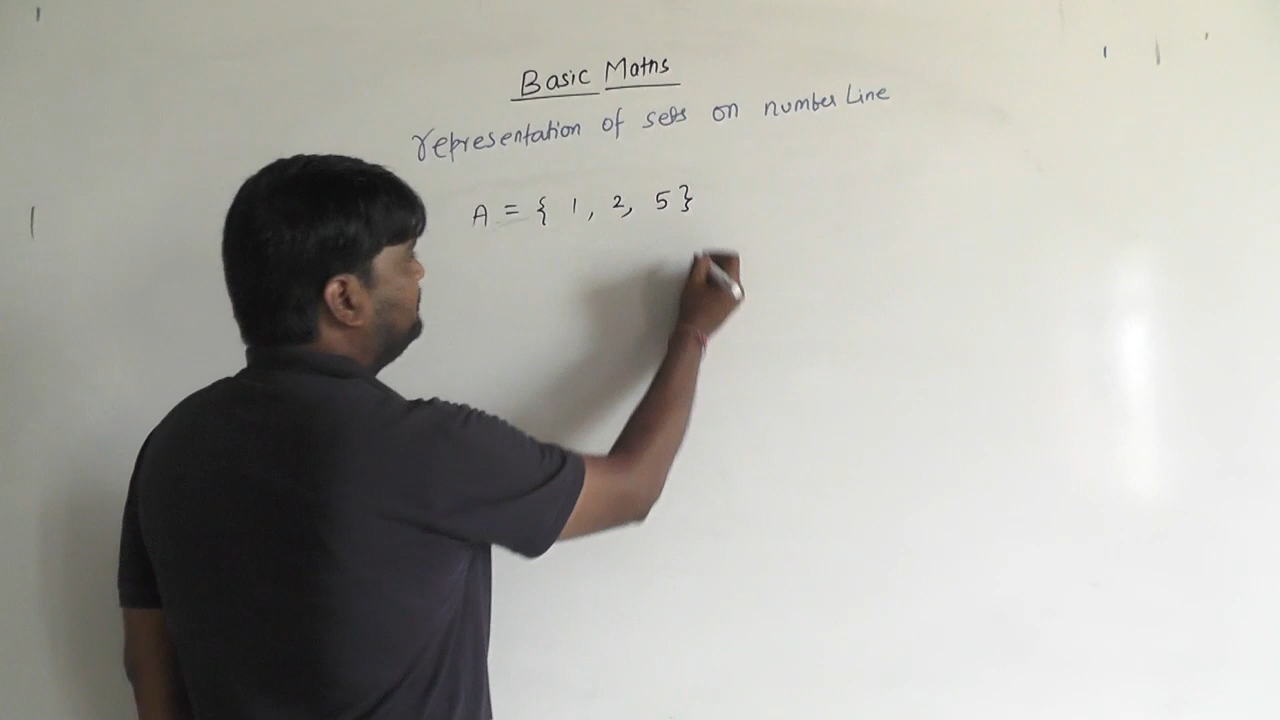 Basic Maths
representation of sets on number Line
A = { 1, 2, 5 }